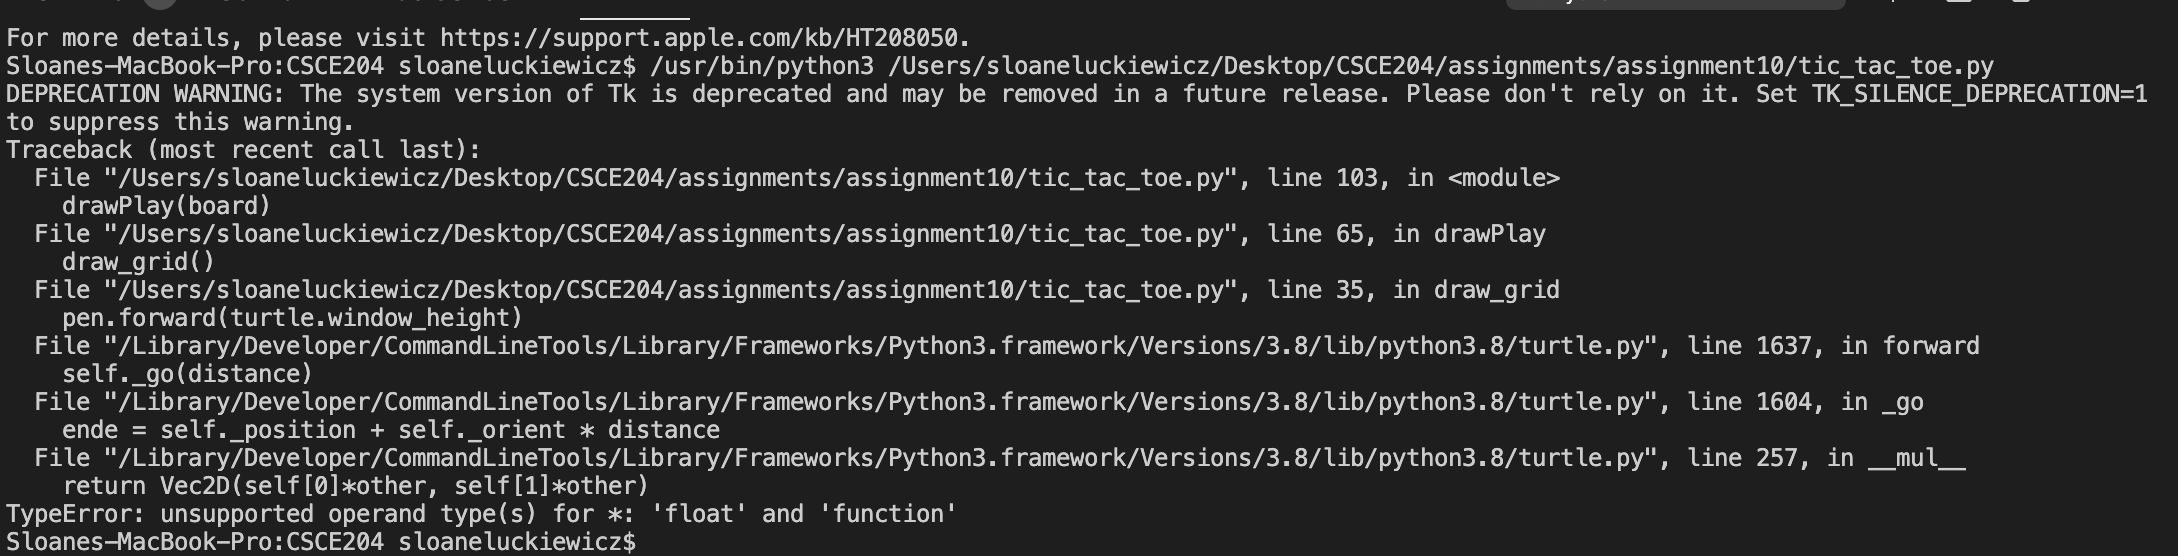 For more details, please visit https://support.apple.com/kb/HT208050.
Sloanes-MacBook-Pro:CSCE204 sloaneluckiewicz$ /usr/bin/python3 /Users/sloaneluckiewicz/Desktop/CSCE204/assignments/assignment10/tic_tac_toe.py
DEPRECATION WARNING: The system version of Tk is deprecated and may be removed in a future release. Please don't rely on it. Set TK_SILENCE_DEPRECATION=1
to suppress this warning.
Traceback (most recent call last):
  File "/Users/sloaneluckiewicz/Desktop/CSCE204/assignments/assignment10/tic_tac_toe.py", line 103, in <module>
    drawPlay(board)
  File "/Users/sloaneluckiewicz/Desktop/CSCE204/assignments/assignment10/tic_tac_toe.py", line 65, in drawPlay
    draw_grid()
  File "/Users/sloaneluckiewicz/Desktop/CSCE204/assignments/assignment10/tic_tac_toe.py", line 35, in draw_grid
    pen.forward(turtle.window_height)
  File "/Library/Developer/CommandLineTools/Library/Frameworks/Python3.framework/Versions/3.8/lib/python3.8/turtle.py", line 1637, in forward
    self._go(distance)
  File "/Library/Developer/CommandLineTools/Library/Frameworks/Python3.framework/Versions/3.8/lib/python3.8/turtle.py", line 1604, in _go
    ende = self._position + self._orient * distance
  File "/Library/Developer/CommandLineTools/Library/Frameworks/Python3.framework/Versions/3.8/lib/python3.8/turtle.py", line 257, in __mul__
    return Vec2D(self[0]*other, self[1]*other)
TypeError: unsupported operand type(s) for *: 'float' and 'function'
Sloanes-MacBook-Pro:CSCE204 sloaneluckiewicz$